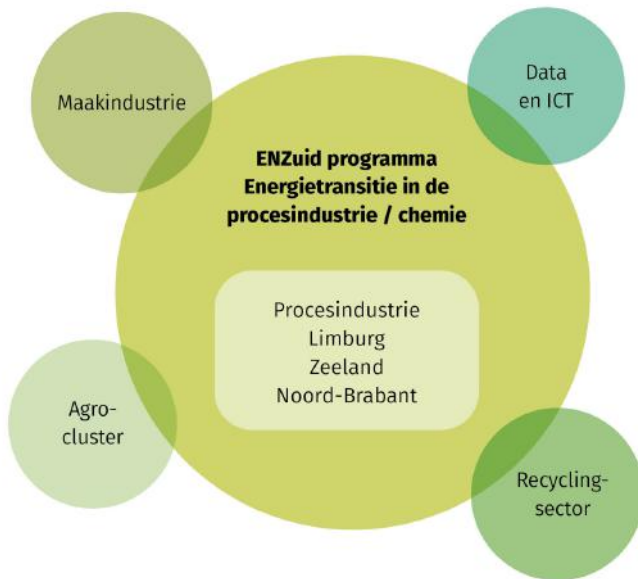 Maakindustrie
Data
en ICT
ENZuid programma
Energietransitie in de
procesindustrie / chemie
Procesindustrie
Limburg
Zeeland
Noord-Brabant
Agro-
cluster
Recycling-
sector